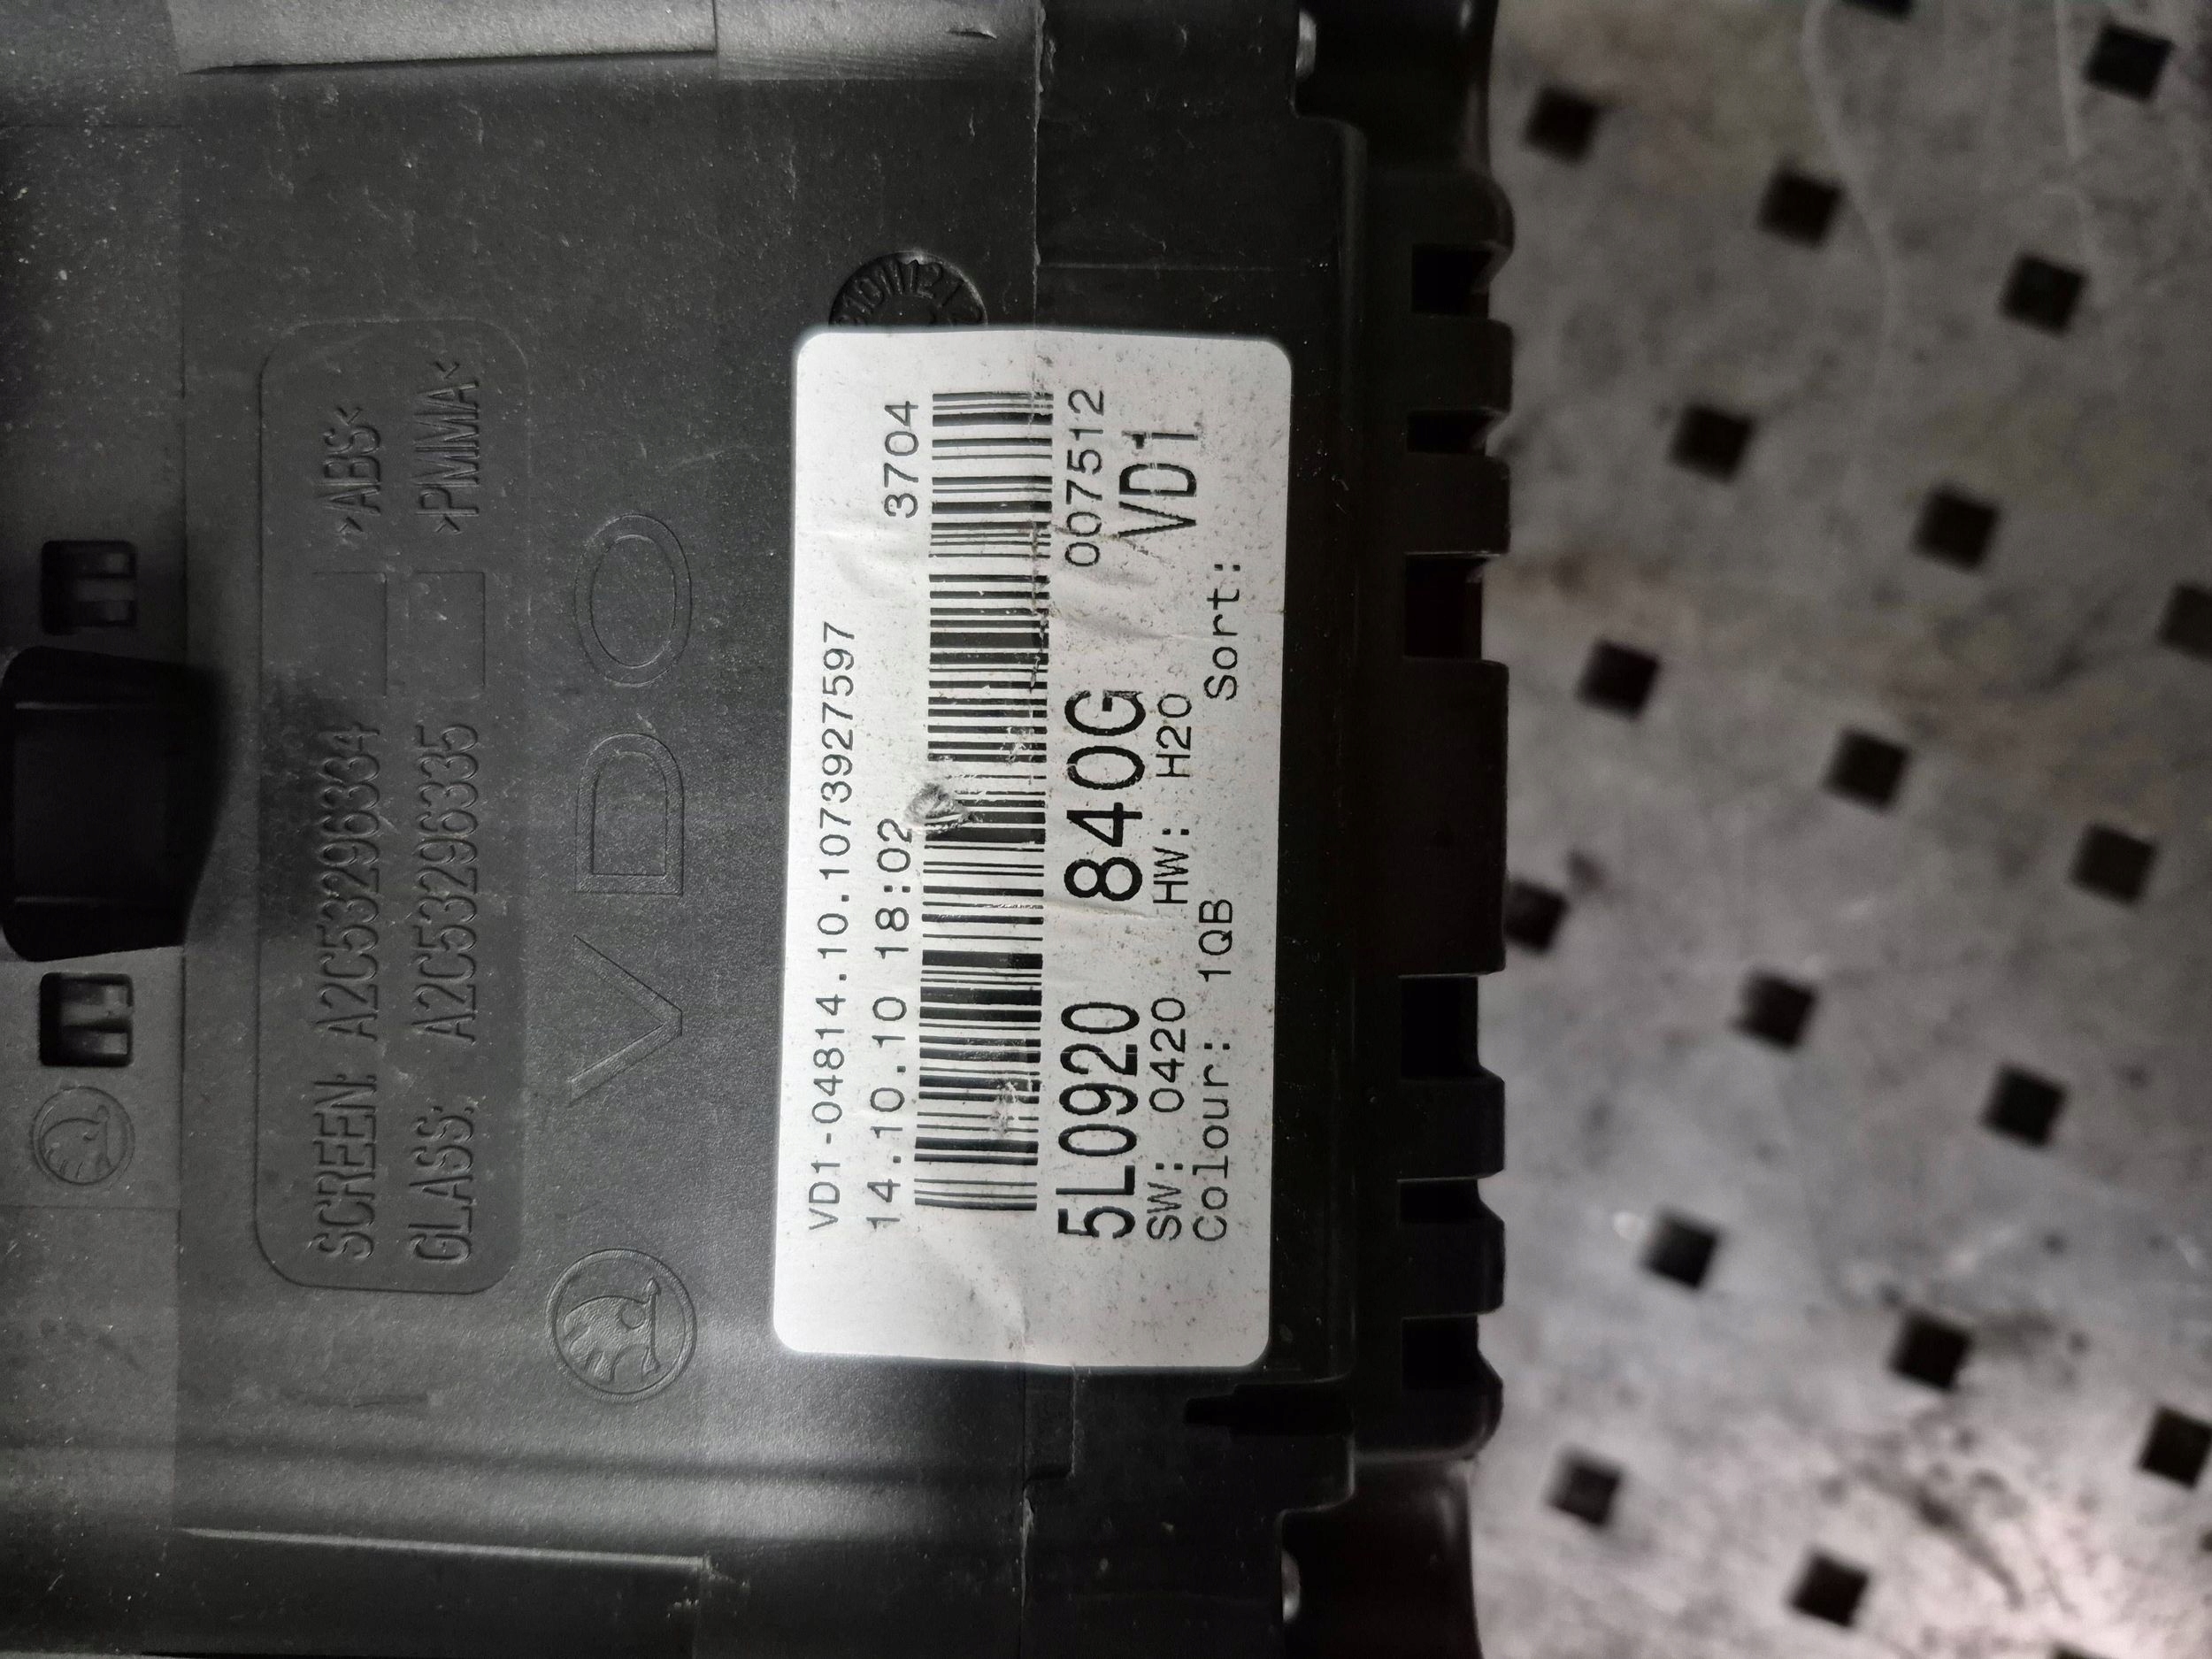 SCREEN: A2C53296334 >ABS<
GLASS: A2C53296335 >PMMA<
VDO
VD1-04814.10.1073927597
14.10.10 18:02 3704
007512
5L0920 840G VD1
SW: 0420 HW: H20
Colour: 1QB Sort: